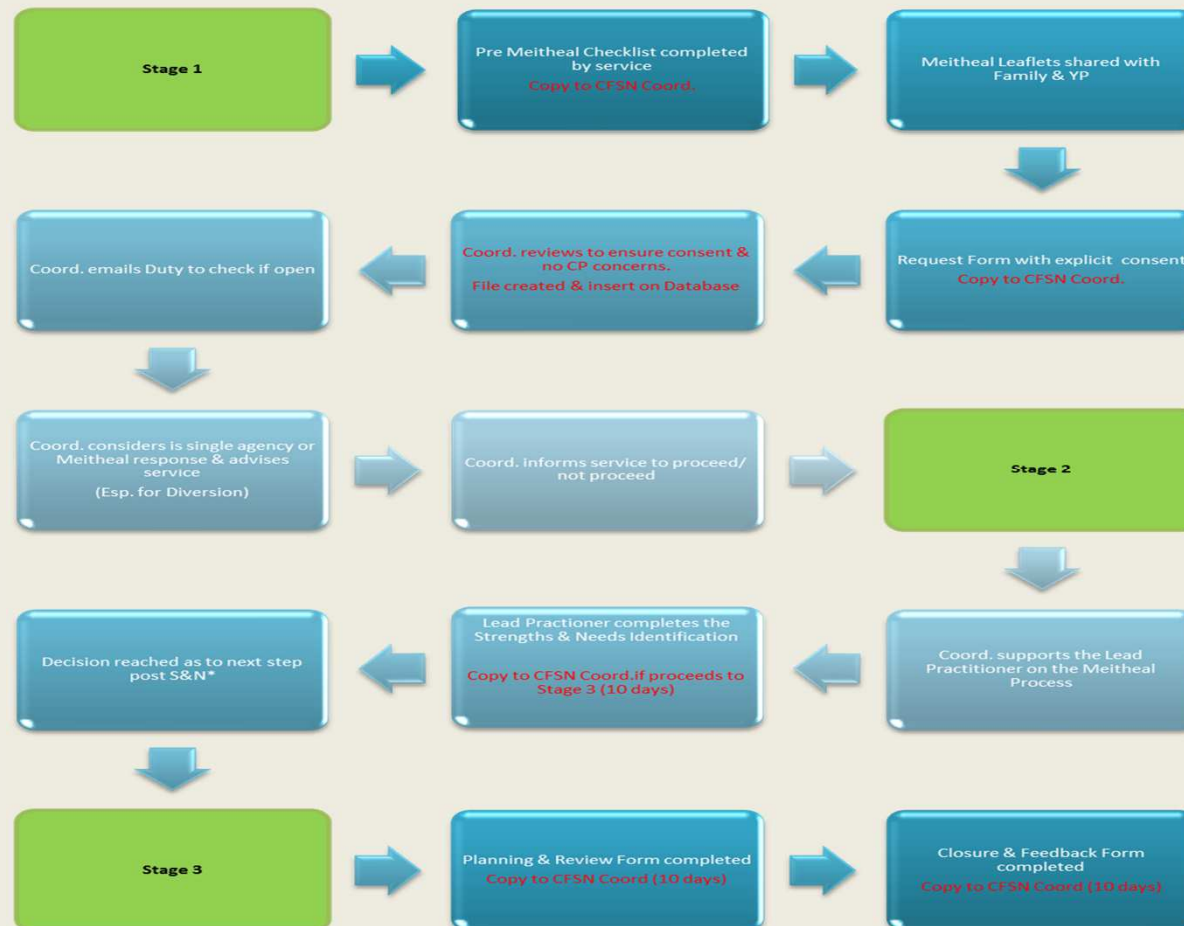 Stage 1
Pre Meitheal Checklist completed
by service
Copy to CFSN Coord.
Meitheal Leaflets shared with
Family & YP
Request Form with explicit consent
Copy to CFSN Coord.
Coord. reviews to ensure consent &
no CP concerns.
File created & insert on Database
Coord. emails Duty to check if open
Coord. considers is single agency or
Meitheal response & advises
service
(Esp. for Diversion)
Coord. informs service to proceed/
not proceed
Stage 2
Coord. supports the Lead
Practitioner on the Meitheal
Process
Lead Practioner completes the
Strengths & Needs Identification
Copy to CFSN Coord.if proceeds to
Stage 3 (10 days)
Decision reached as to next step
post S&N*
Stage 3
Planning & Review Form completed
Copy to CFSN Coord (10 days)
Closure & Feedback Form
completed
Copy to CFSN Coord (10 days)